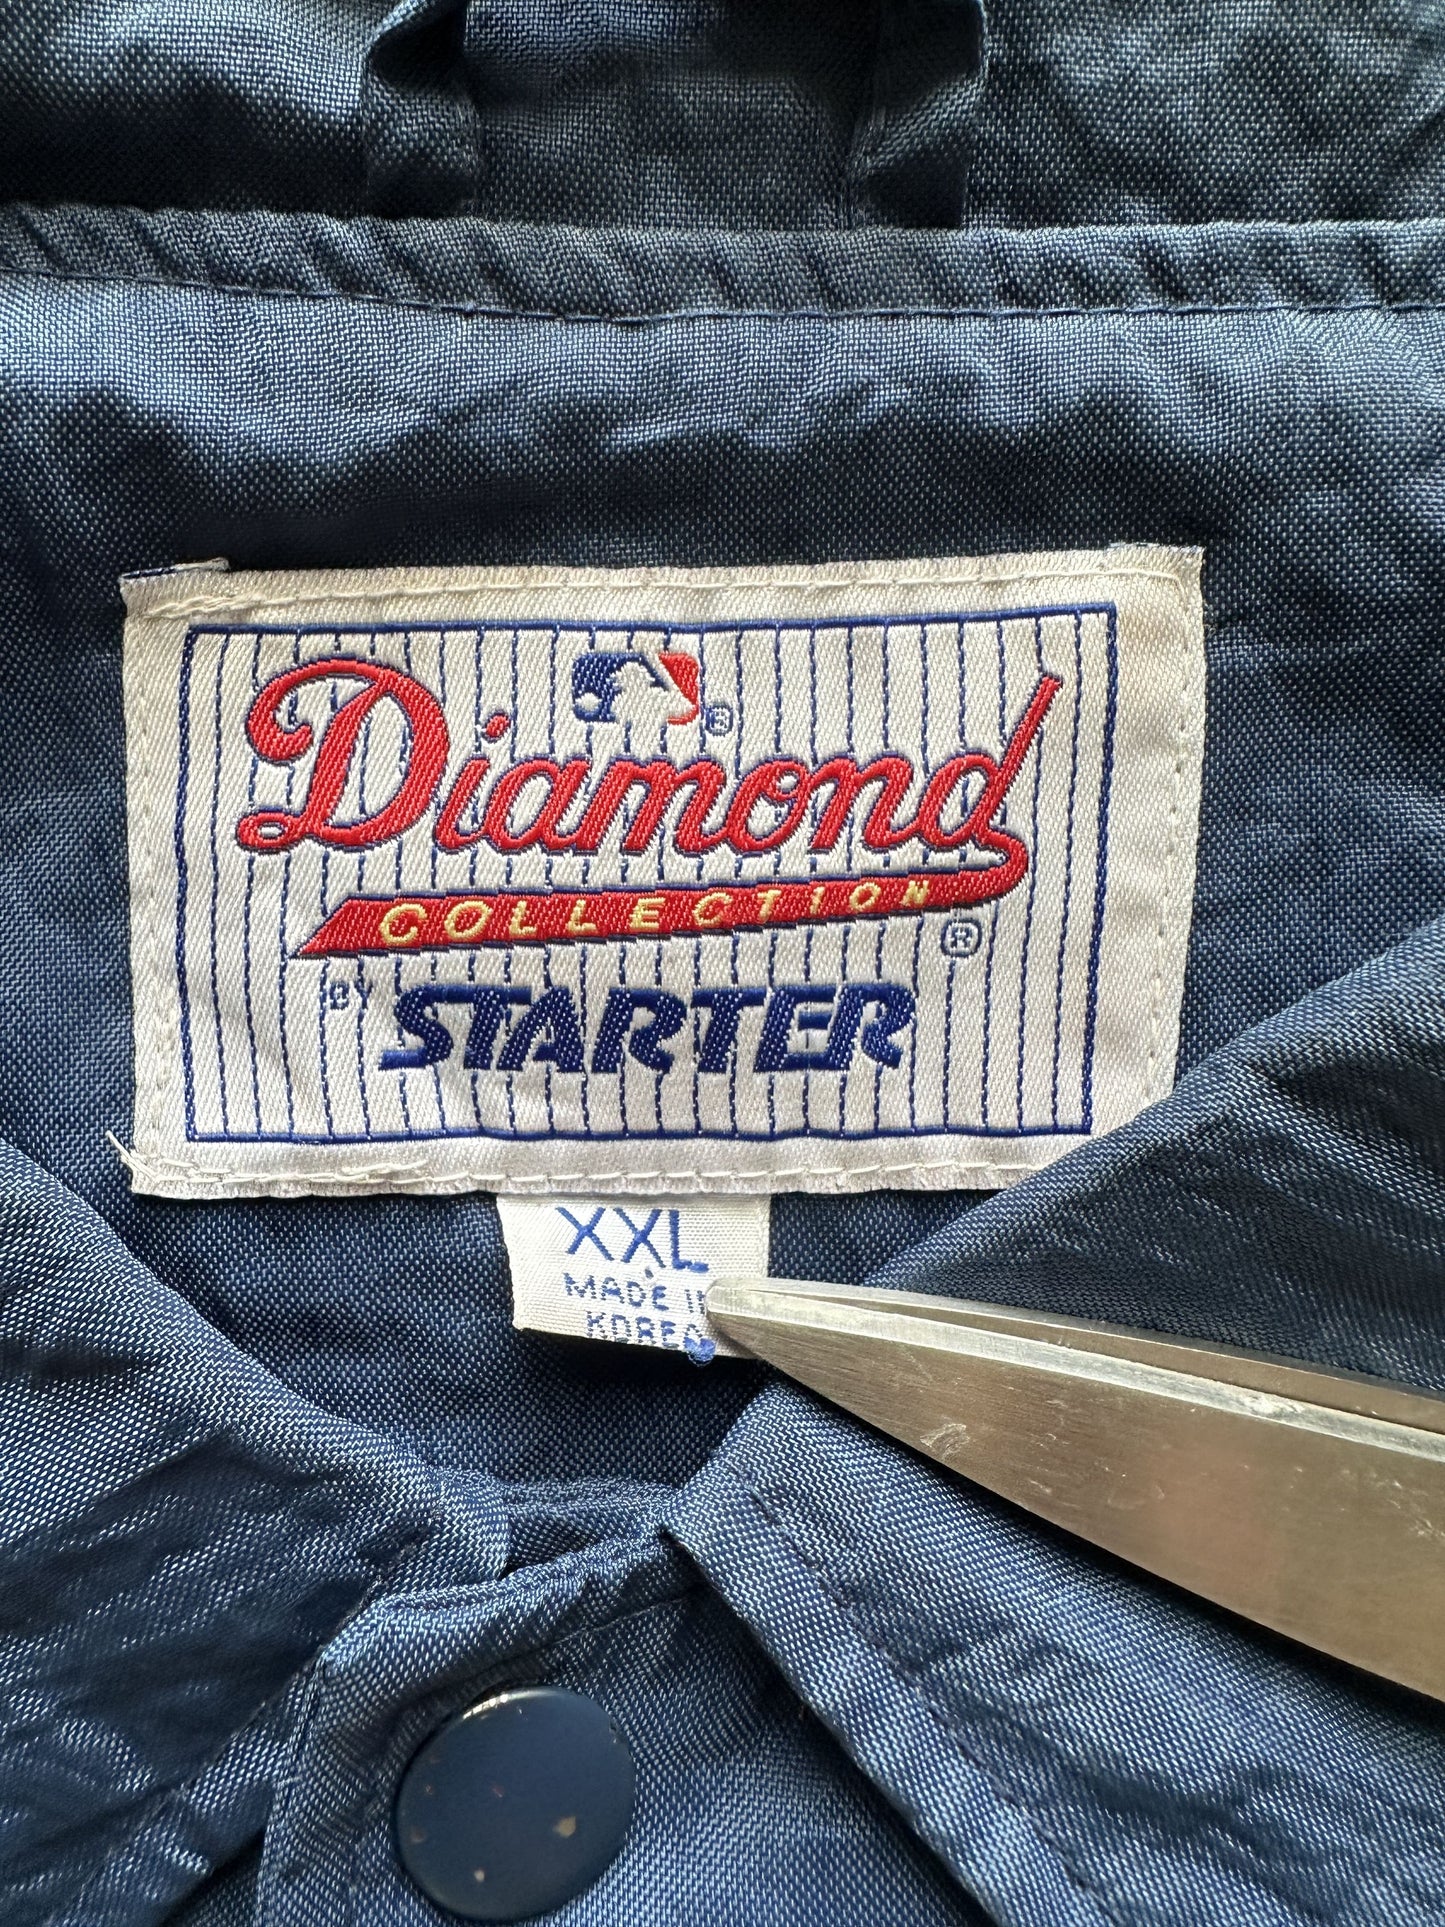 ®
Diamond
COLLECTION
®
BY STARTER
XXL
MADE IN
KOREA